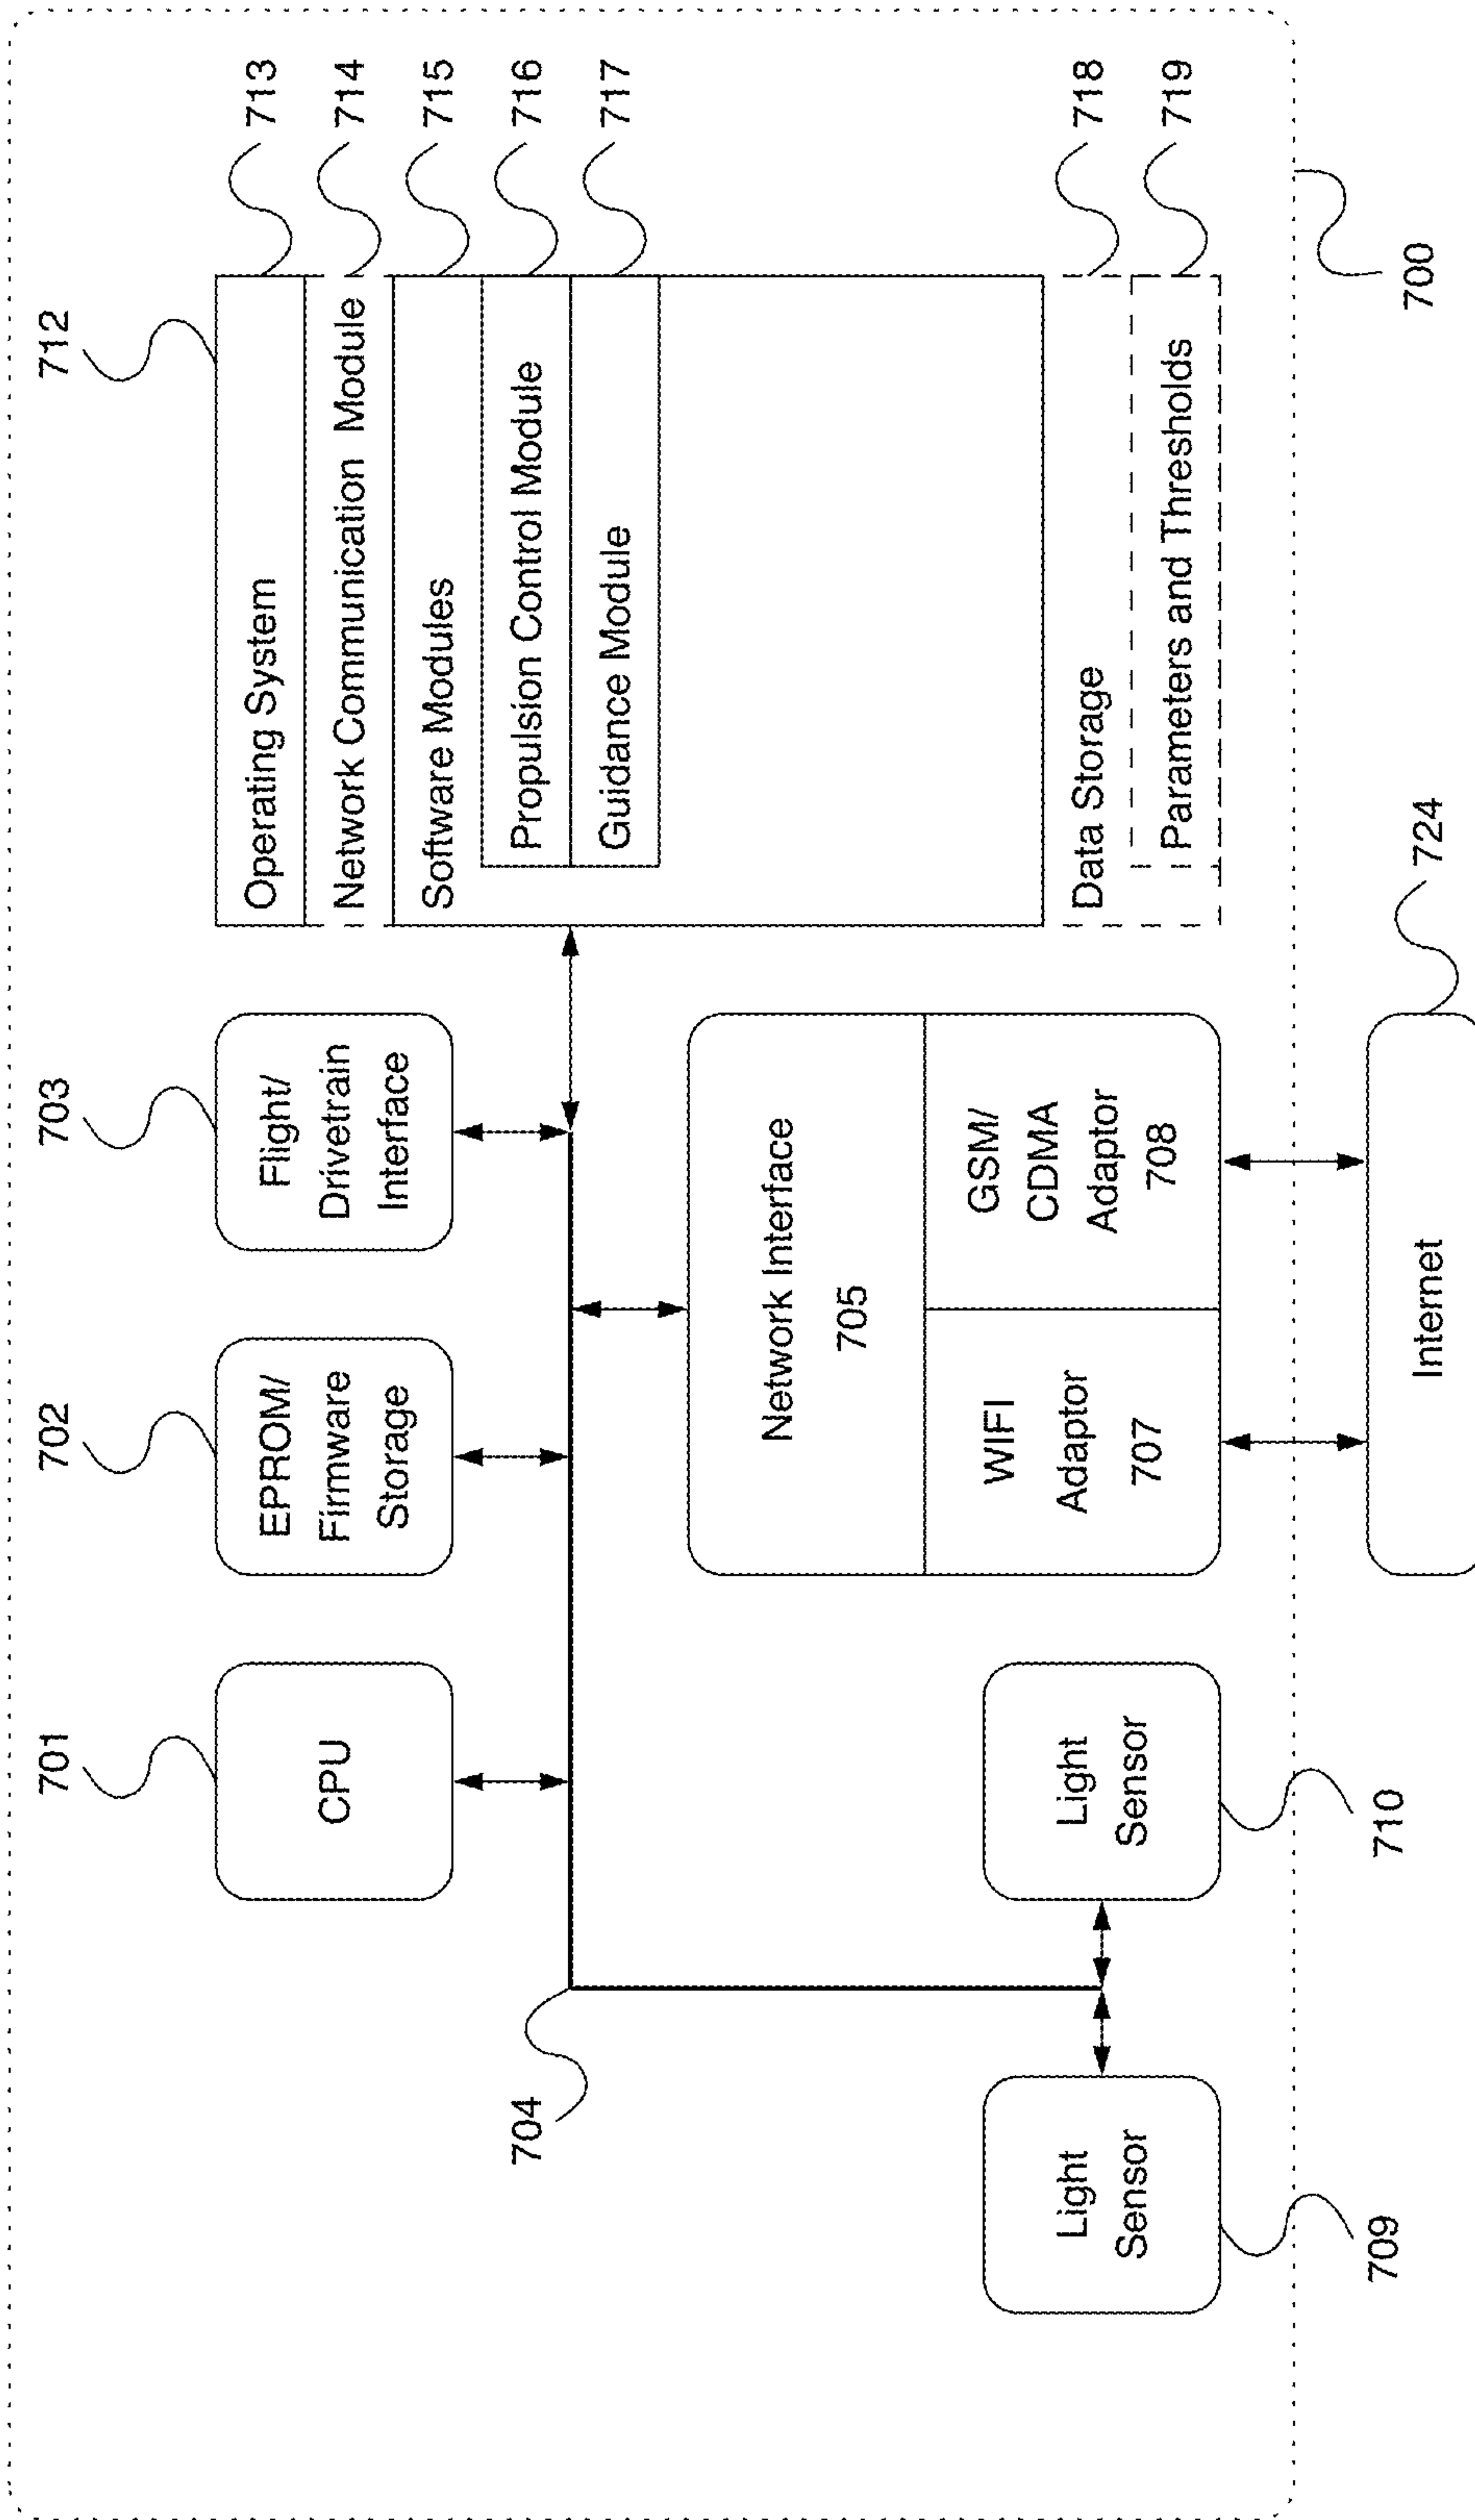 712
701
702
703
CPU
EPROM/
Firmware
Storage
Flight/
Drivetrain
Interface
Operating System
713
Network Communication Module
714
Software Modules
715
Propulsion Control Module
716
Guidance Module
717
704
Network Interface
705
WIFI
Adaptor
707
GSM/
CDMA
Adaptor
708
Light
Sensor
Light
Sensor
Data Storage
718
Parameters and Thresholds
719
709
710
Internet
724
700